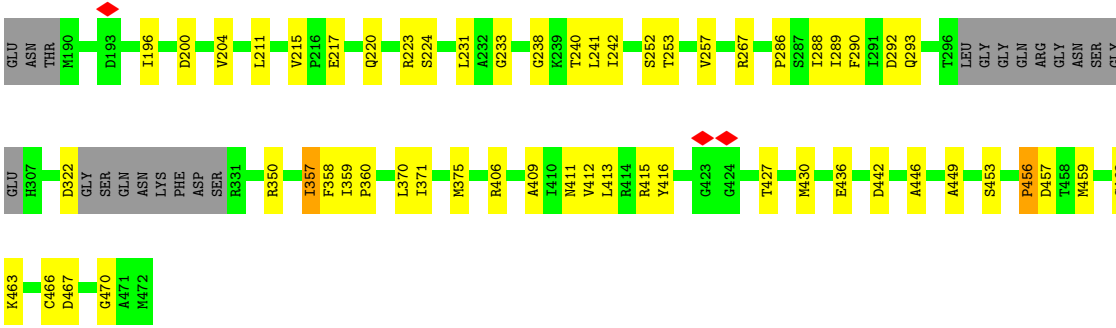 GLU ASN THR M190 D193 I196 D200 V204 L211 V215 P216 E217 Q220 R223 S224 L231 A232 G233 G238 K239 T240 L241 I242 S252 T253 V257 R267 P286 S287 I288 I289 F290 I291 D292 Q293 T296 LEU GLY GLY GLN ARG GLY ASN SER GLY
GLU H307 D322 GLY SER GLN ASN LYS PHE ASP SER R331 R350 I357 F358 I359 P360 L370 I371 M375 R406 A409 I410 N411 V412 L413 R414 R415 Y416 G423 G424 T427 M430 E436 D442 A446 A449 S453 P456 D457 T458 M459
K463 C466 D467 G470 A471 M472